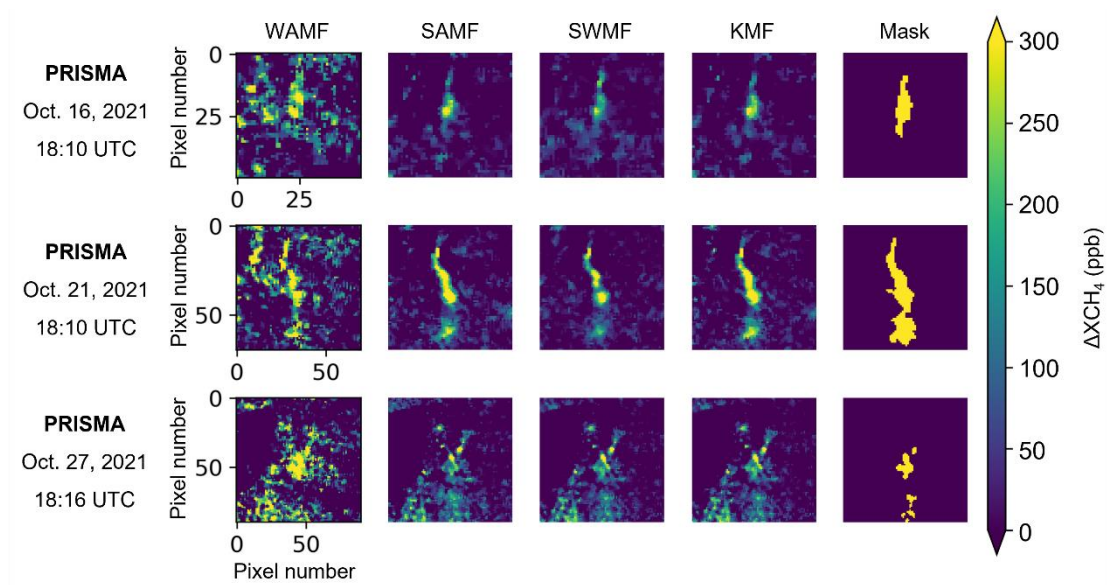 WAMF SAMF SWMF KMF Mask
PRISMA
Oct. 16, 2021
18:10 UTC
Pixel number
0
25
0 25
PRISMA
Oct. 21, 2021
18:10 UTC
Pixel number
0
50
0 50
PRISMA
Oct. 27, 2021
18:16 UTC
Pixel number
0
50
0 50
Pixel number
300
250
200
150
100
50
0
ΔXCH₄ (ppb)